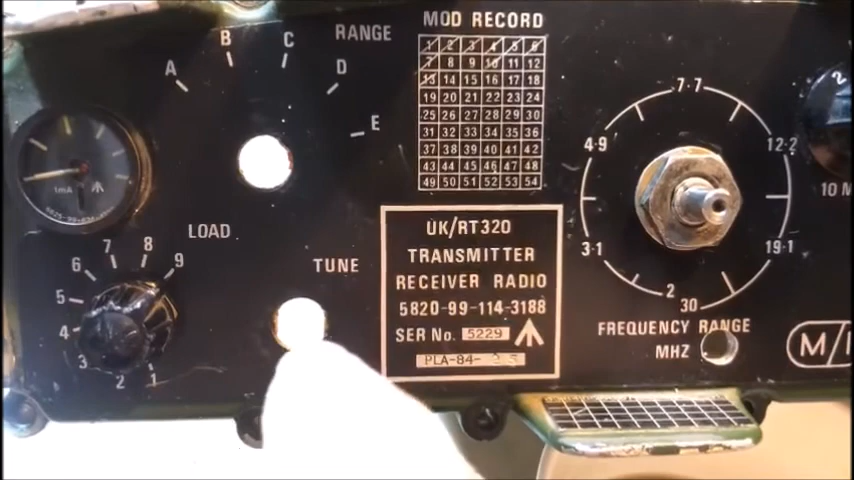 MOD RECORD
RANGE
A
B
C
D
E
1 2 3 4 5 6
7 8 9 10 11 12
13 14 15 16 17 18
19 20 21 22 23 24
25 26 27 28 29 30
31 32 33 34 35 36
37 38 39 40 41 42
43 44 45 46 47 48
49 50 51 52 53 54
1mA
LOAD
TUNE
1
2
3
4
5
6
7
8
9
UK/RT320
TRANSMITTER
RECEIVER RADIO
5820-99-114-3188
SER No. 5229
PLA-84
7·7
4·9
12·1
3·1
19·1
2
30
FREQUENCY RANGE
MHZ
2
10 M
M/